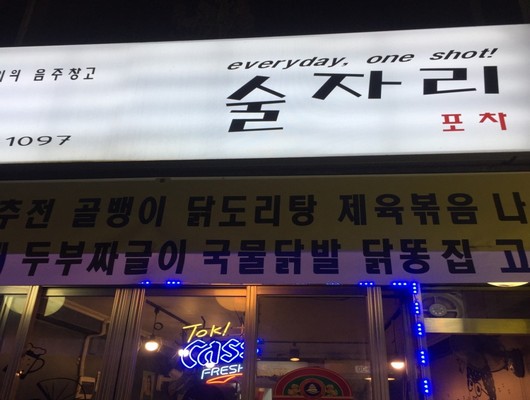 everyday, one shot!
의 음주창고
술자리
1097
포차
추전 골뱅이 닭도리탕 제육볶음 나
두부짜글이 국물닭발 닭똥집 고
TOKI
CASS
FRESH